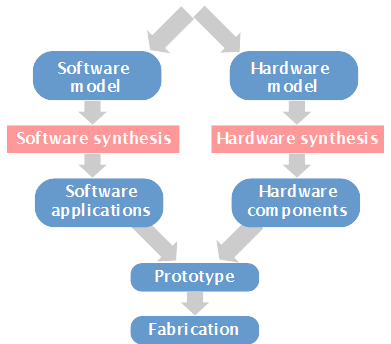 Software
model
Hardware
model
Software synthesis
Hardware synthesis
Software
applications
Hardware
components
Prototype
Fabrication